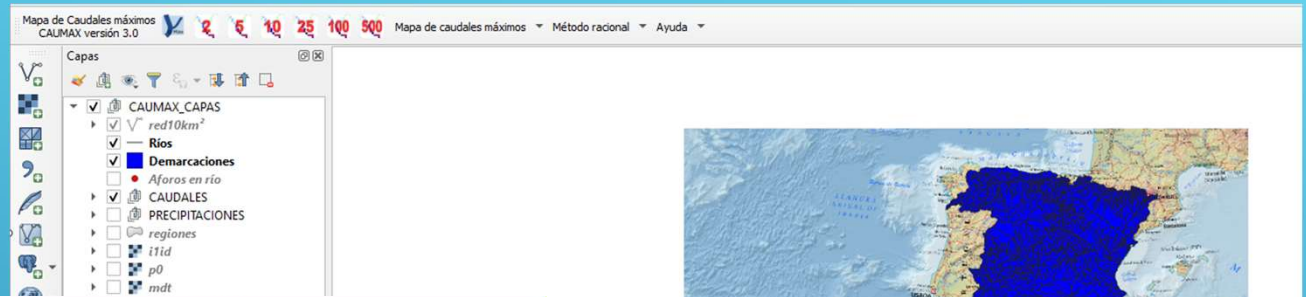 Mapa de Caudales máximos
CAUMAX versión 3.0
2 5 10 25 100 500 Mapa de caudales máximos Método racional Ayuda
Capas
CAUMAX_CAPAS
red10km²
Ríos
Demarcaciones
Aforos en río
CAUDALES
PRECIPITACIONES
regiones
i1id
p0
mdt